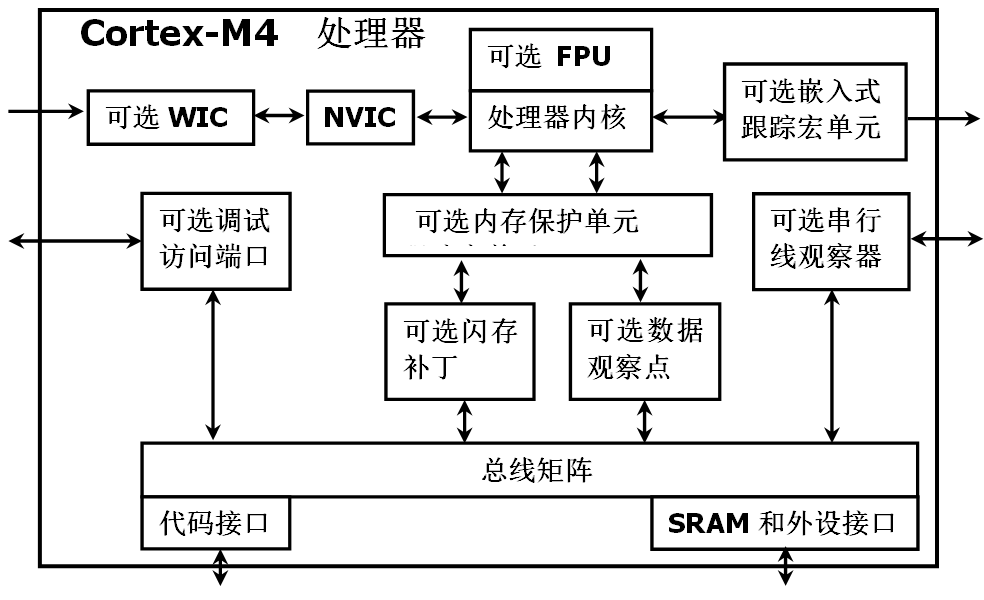 Cortex-M4 处理器
可选 FPU
可选 WIC
NVIC
处理器内核
可选嵌入式
跟踪宏单元
可选调试
访问端口
可选内存保护单元
可选串行
线观察器
可选闪存
补丁
可选数据
观察点
总线矩阵
代码接口
SRAM 和外设接口